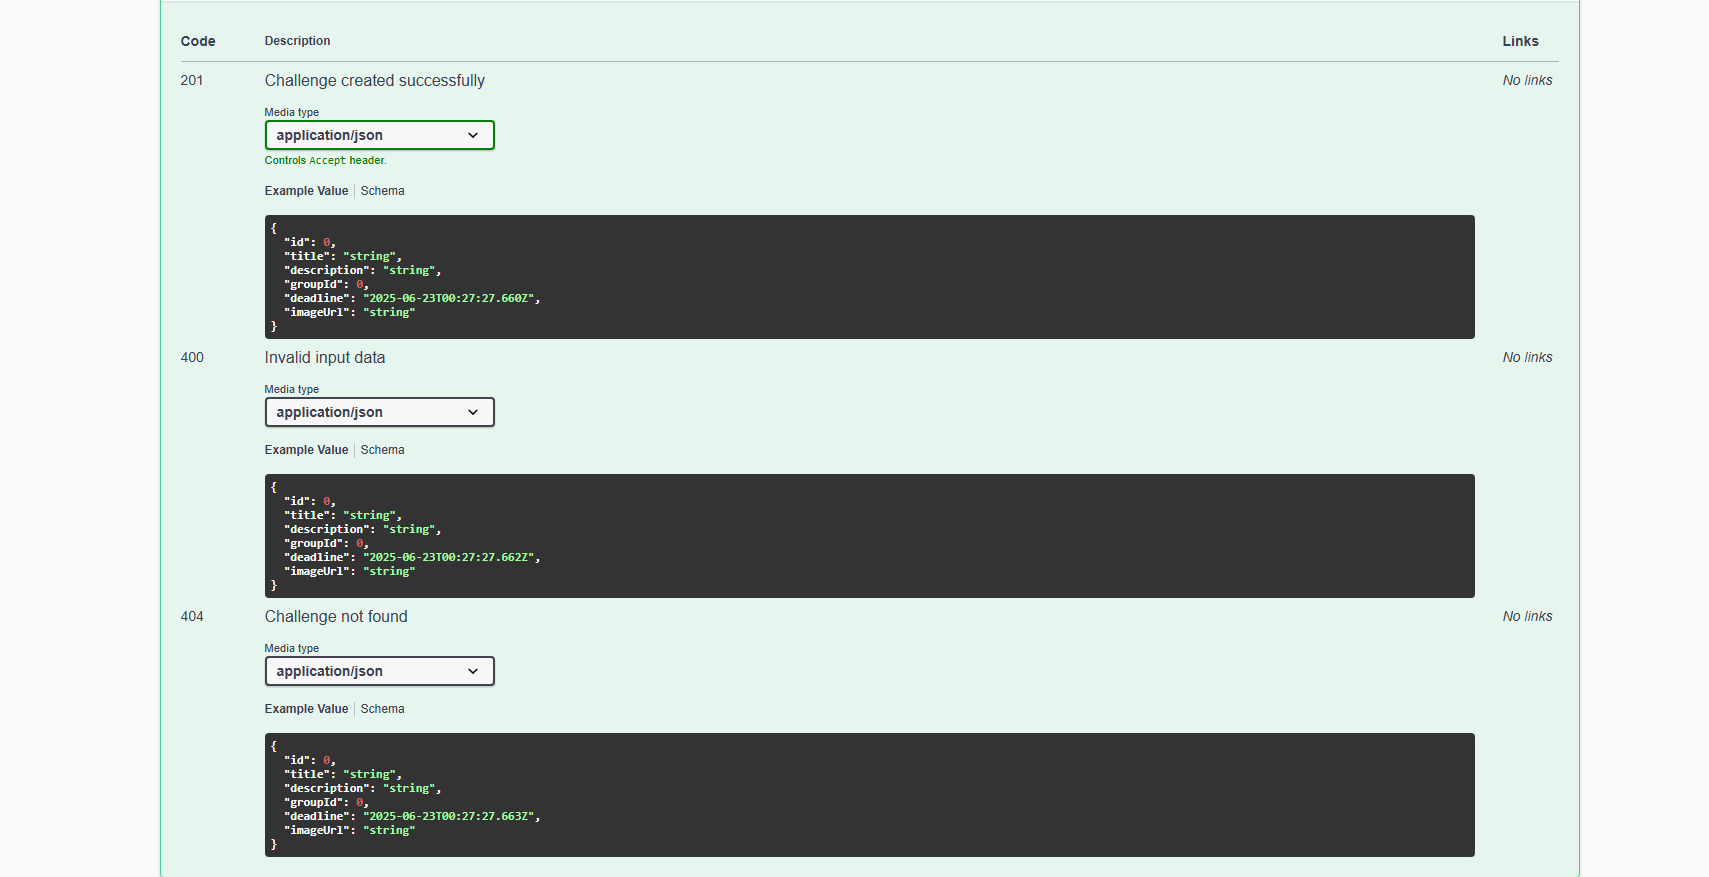 Code Description Links
201 Challenge created successfully No links
Media type
application/json
Controls Accept header.
Example Value Schema
{
  "id": 0,
  "title": "string",
  "description": "string",
  "groupId": 0,
  "deadline": "2025-06-23T00:27:27.660Z",
  "imageUrl": "string"
}
400 Invalid input data No links
Media type
application/json
Example Value Schema
{
  "id": 0,
  "title": "string",
  "description": "string",
  "groupId": 0,
  "deadline": "2025-06-23T00:27:27.662Z",
  "imageUrl": "string"
}
404 Challenge not found No links
Media type
application/json
Example Value Schema
{
  "id": 0,
  "title": "string",
  "description": "string",
  "groupId": 0,
  "deadline": "2025-06-23T00:27:27.663Z",
  "imageUrl": "string"
}